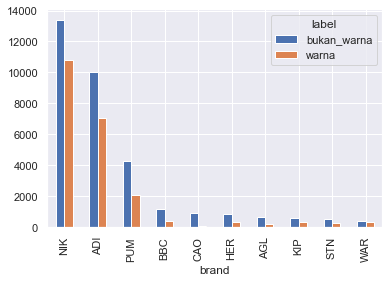 14000
12000
10000
8000
6000
4000
2000
0
label
bukan_warna
warna
NIK
ADI
PUM
BBC
CAO
HER
AGL
KIP
STN
WAR
brand